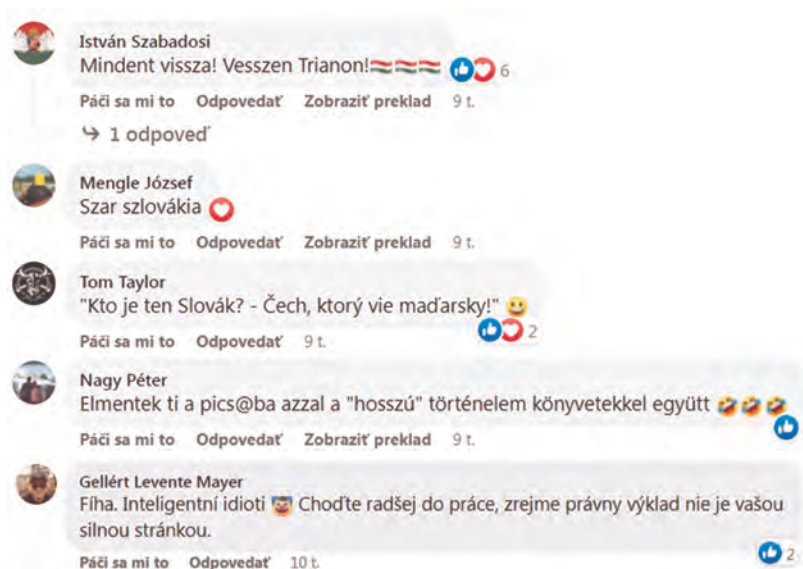 István Szabadosi
Mindent vissza! Vesszen Trianon! 6
Páči sa mi to Odpovedať Zobraziť preklad 9 t.
1 odpoveď
Mengle József
Szar szlovákia
Páči sa mi to Odpovedať Zobraziť preklad 9 t.
Tom Taylor
"Kto je ten Slovák? - Čech, ktorý vie maďarsky!"
2
Páči sa mi to Odpovedať 9 t.
Nagy Péter
Elmentek ti a pics@ba azzal a "hosszú" történelem könyvetekkel együtt
Páči sa mi to Odpovedať Zobraziť preklad 9 t.
Gellért Levente Mayer
Fíha. Inteligentní idioti Choďte radšej do práce, zrejme právny výklad nie je vašou
silnou stránkou.
Páči sa mi to Odpovedať 10 t.
2